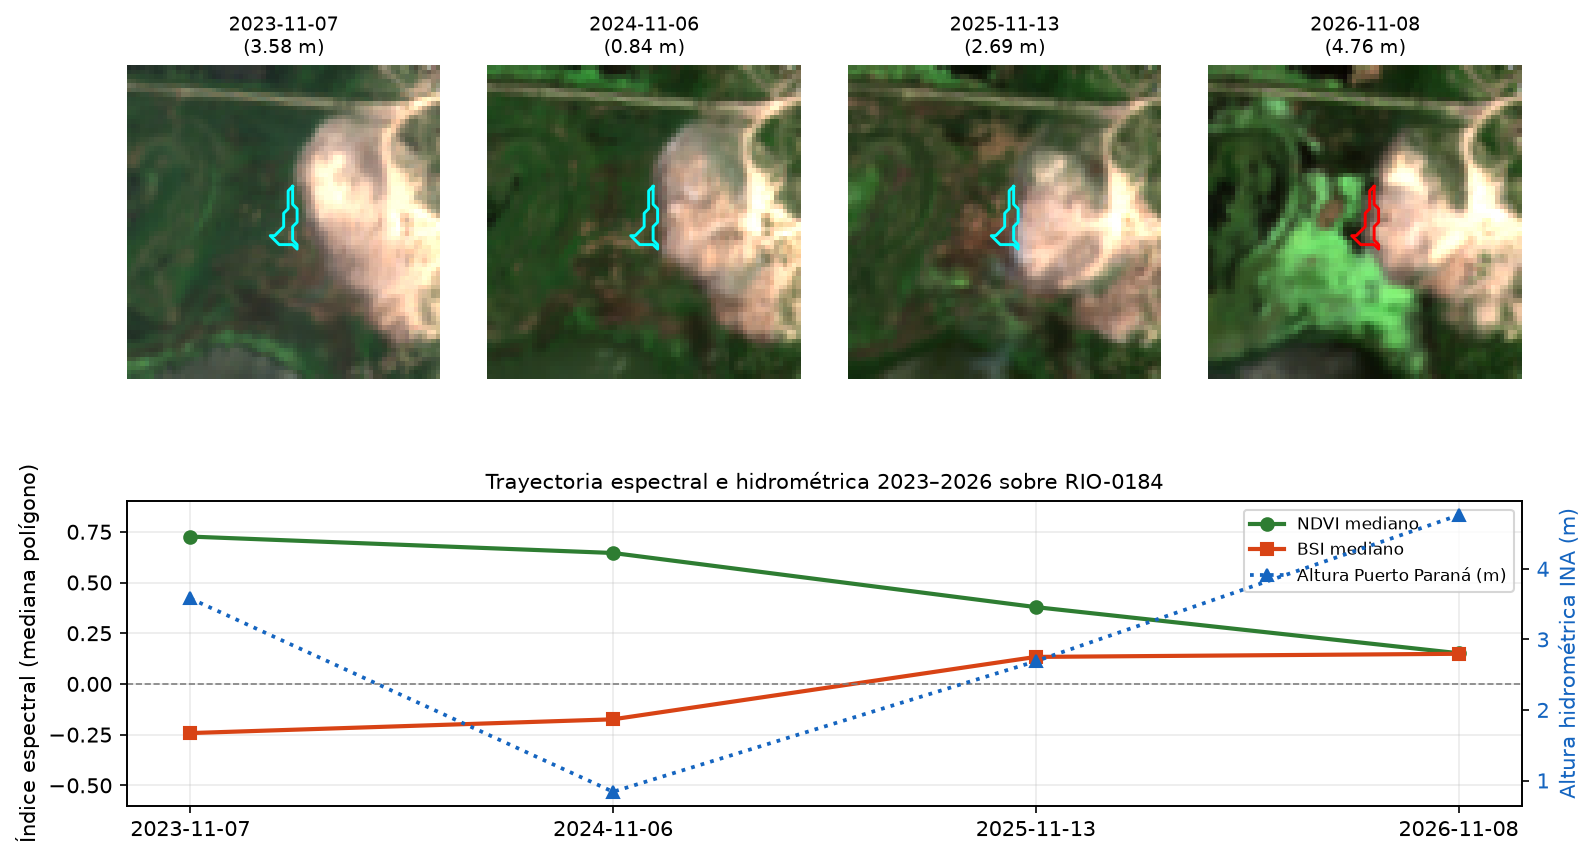 2023-11-07
(3.58 m)
2024-11-06
(0.84 m)
2025-11-13
(2.69 m)
2026-11-08
(4.76 m)
Trayectoria espectral e hidrométrica 2023–2026 sobre RIO-0184
Índice espectral (mediana polígono)
0.75
0.50
0.25
0.00
−0.25
−0.50
NDVI mediano
BSI mediano
Altura Puerto Paraná (m)
4
3
2
1
Altura hidrométrica INA (m)
2023-11-07
2024-11-06
2025-11-13
2026-11-08